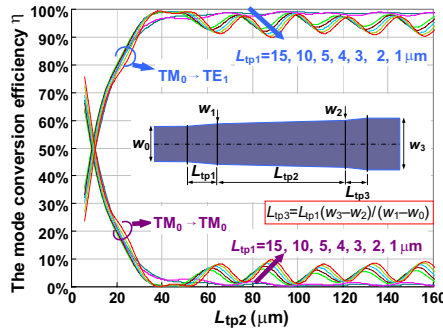 The mode conversion efficiency η
100%
90%
80%
70%
60%
50%
40%
30%
20%
10%
0
Ltp1=15, 10, 5, 4, 3, 2, 1 μm
TM0→TE1
w0
w1
w2
w3
Ltp1
Ltp2
Ltp3
Ltp3=Ltp1(w3−w2)/(w1−w0)
TM0→TM0
Ltp1=15, 10, 5, 4, 3, 2, 1 μm
0 20 40 60 80 100 120 140 160
Ltp2 (μm)